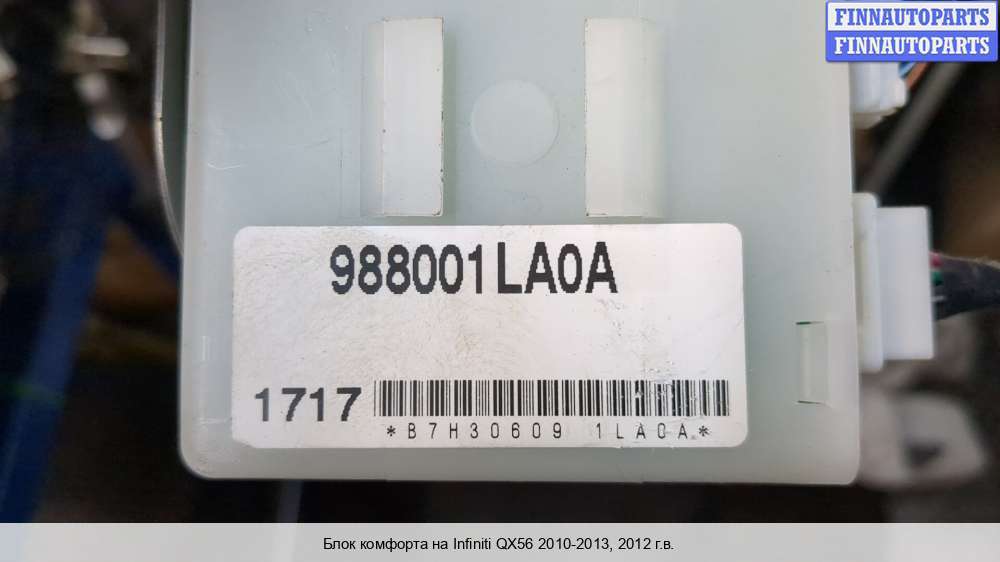 FINNAUTOPARTS
FINNAUTOPARTS
988001LA0A
1717
*B7H30609 1LA0A*
Блок комфорта на Infiniti QX56 2010-2013, 2012 г.в.